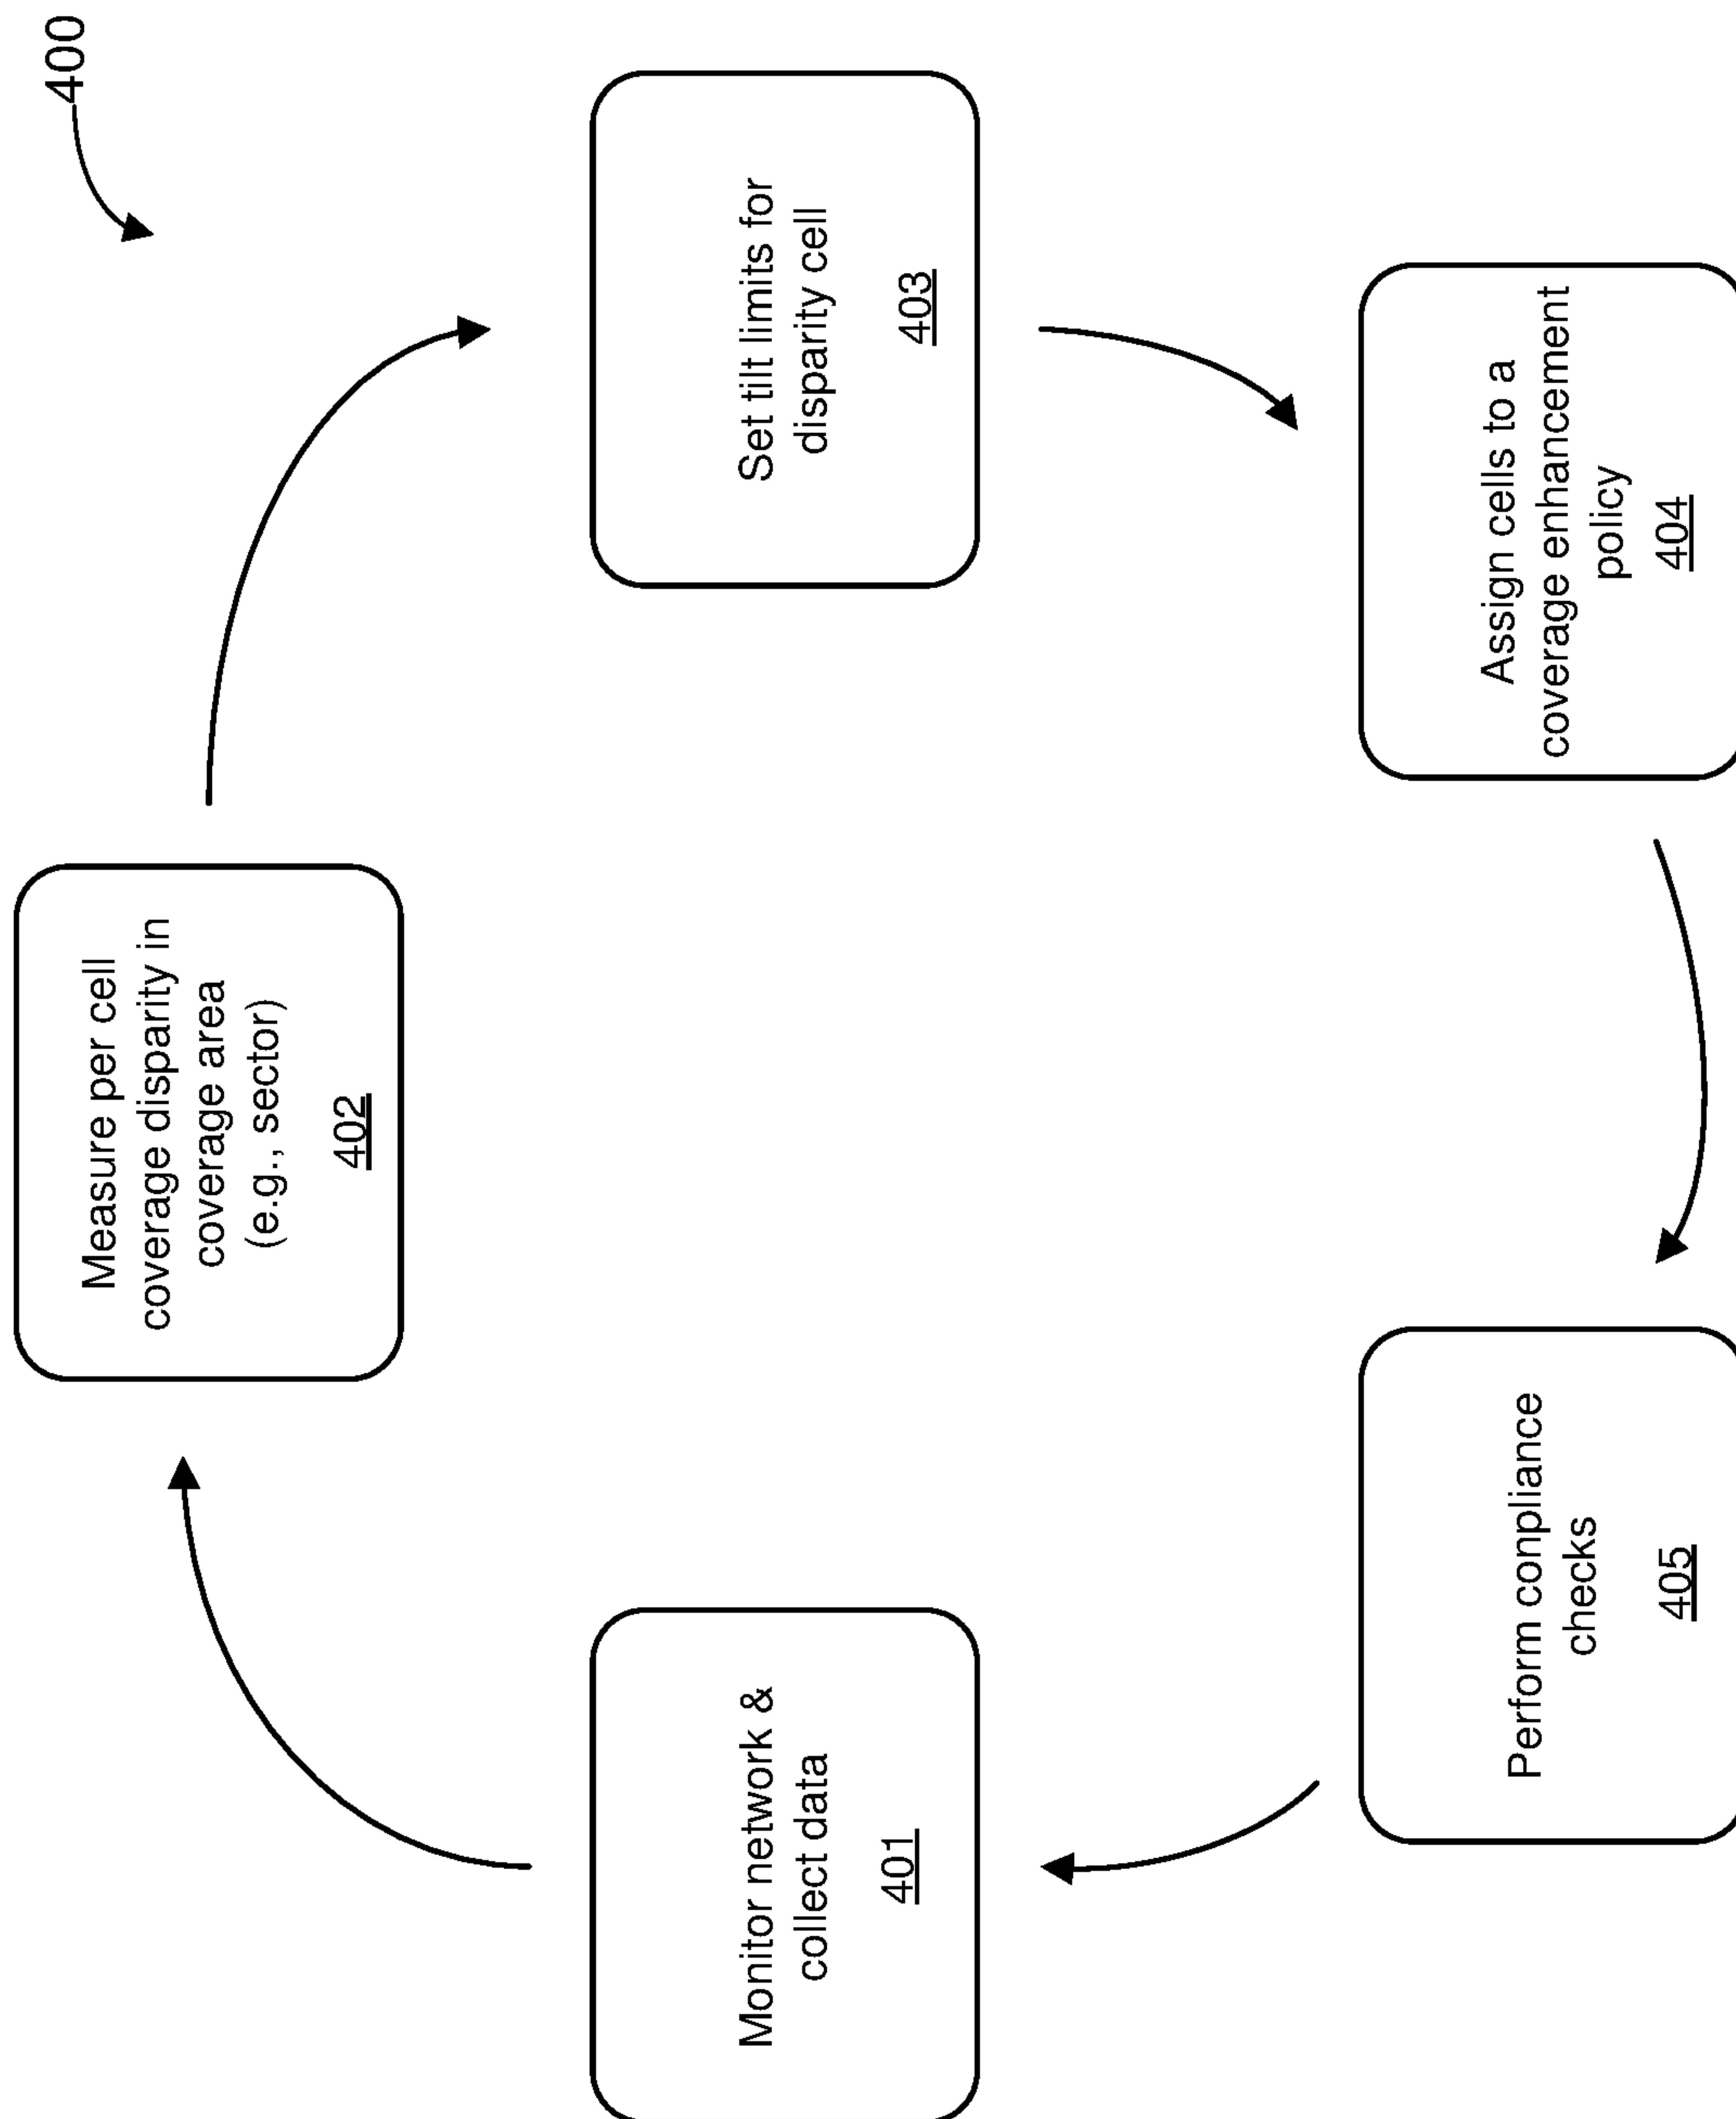 400
Measure per cell
coverage disparity in
coverage area
(e.g., sector)
402
Set tilt limits for
disparity cell
403
Assign cells to a
coverage enhancement
policy
404
Perform conpliance
checks
405
Monitor network &
collect data
401